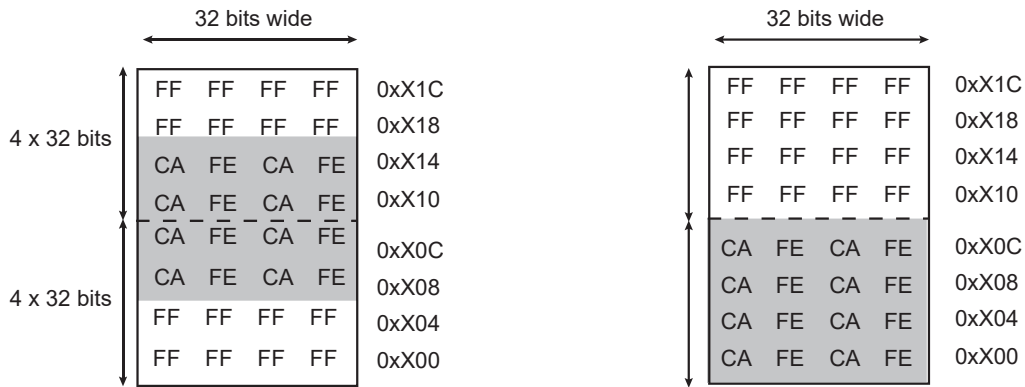 32 bits wide
FF FF FF FF 0xX1C
FF FF FF FF 0xX18
4 x 32 bits
CA FE CA FE 0xX14
CA FE CA FE 0xX10
CA FE CA FE 0xX0C
CA FE CA FE 0xX08
4 x 32 bits
FF FF FF FF 0xX04
FF FF FF FF 0xX00
32 bits wide
FF FF FF FF 0xX1C
FF FF FF FF 0xX18
FF FF FF FF 0xX14
FF FF FF FF 0xX10
CA FE CA FE 0xX0C
CA FE CA FE 0xX08
CA FE CA FE 0xX04
CA FE CA FE 0xX00